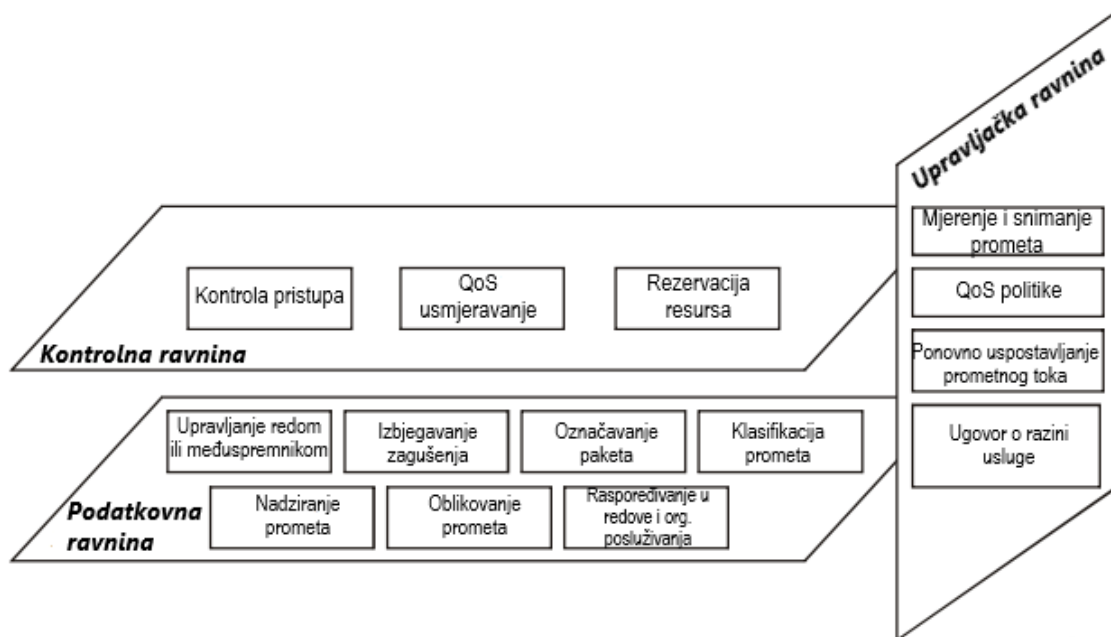 Upravljačka ravnina
Mjerenje i snimanje
prometa
QoS politike
Ponovno uspostavljanje
prometnog toka
Ugovor o razini
usluge
Kontrola pristupa
QoS
usmjeravanje
Rezervacija
resursa
Kontrolna ravnina
Upravljanje redom
ili međuspremnikom
Izbjegavanje
zagušenja
Označavanje
paketa
Klasifikacija
prometa
Nadziranje
prometa
Oblikovanje
prometa
Raspoređivanje u
redove i org.
posluživanja
Podatkovna
ravnina